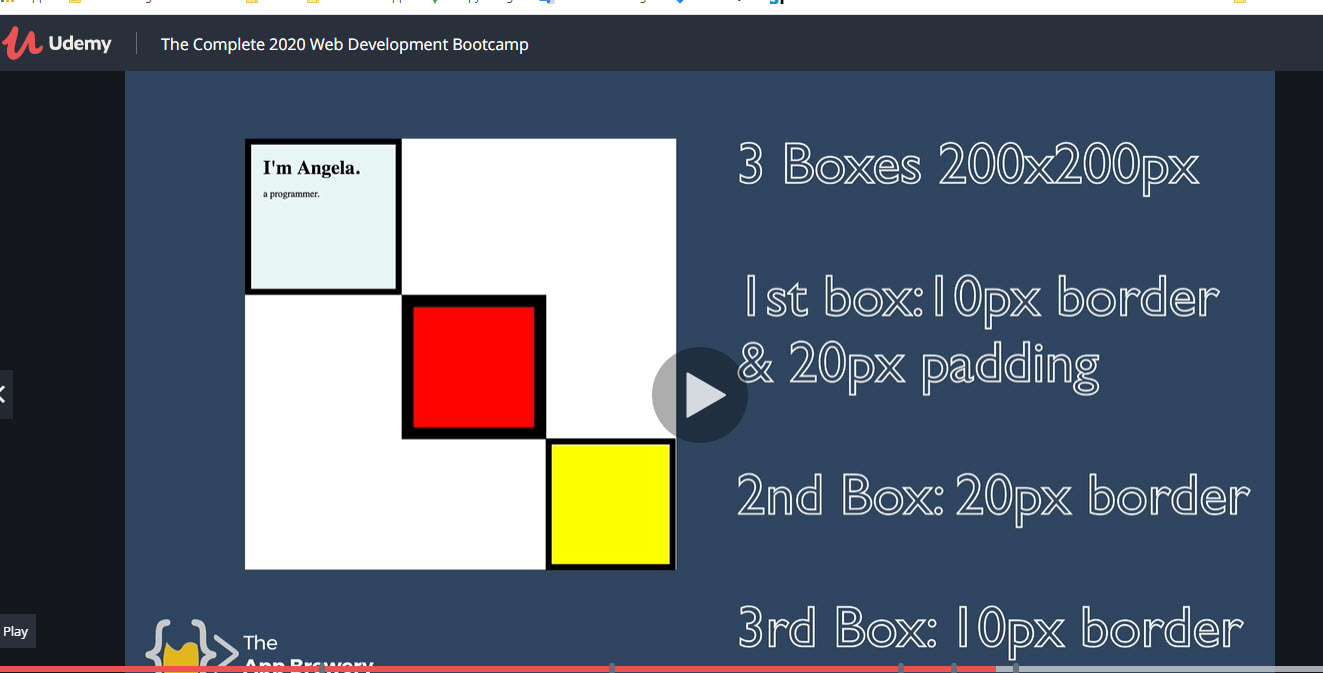 Udemy
The Complete 2020 Web Development Bootcamp
I'm Angela.
a programmer.
3 Boxes 200x200px
1st box:10px border
& 20px padding
2nd Box: 20px border
3rd Box: 10px border
Play
The
App Brewery